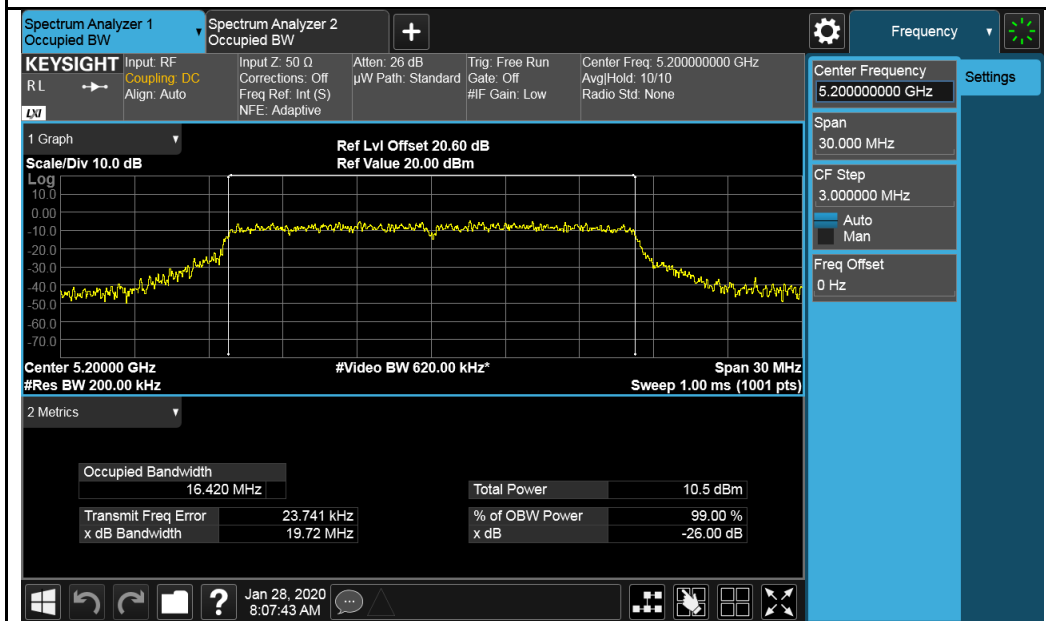 Spectrum Analyzer 1
Occupied BW
Spectrum Analyzer 2
Occupied BW
Frequency
KEYSIGHT
R L
LXI
Input: RF
Coupling: DC
Align: Auto
Input Z: 50 Ω
Corrections: Off
Freq Ref: Int (S)
NFE: Adaptive
Atten: 26 dB
µW Path: Standard
Trig: Free Run
Gate: Off
#IF Gain: Low
Center Freq: 5.200000000 GHz
Avg|Hold: 10/10
Radio Std: None
Center Frequency
5.200000000 GHz
Settings
Span
30.000 MHz
CF Step
3.000000 MHz
Auto
Man
Freq Offset
0 Hz
1 Graph
Scale/Div 10.0 dB
Ref Lvl Offset 20.60 dB
Ref Value 20.00 dBm
Log
10.0
0.00
-10.0
-20.0
-30.0
-40.0
-50.0
-60.0
-70.0
Center 5.20000 GHz
#Video BW 620.00 kHz*
Span 30 MHz
#Res BW 200.00 kHz
Sweep 1.00 ms (1001 pts)
2 Metrics
Occupied Bandwidth
16.420 MHz
Total Power 10.5 dBm
Transmit Freq Error 23.741 kHz
% of OBW Power 99.00 %
x dB Bandwidth 19.72 MHz
x dB -26.00 dB
?
Jan 28, 2020
8:07:43 AM